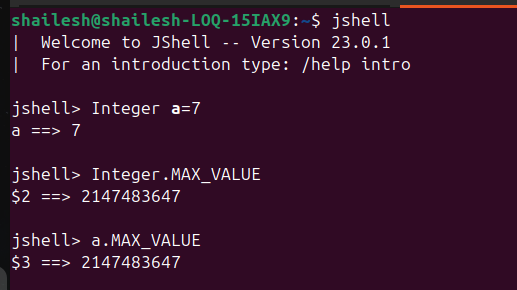 shailesh@shailesh-LOQ-15IAX9:~$ jshell
|  Welcome to JShell -- Version 23.0.1
|  For an introduction type: /help intro
jshell> Integer a=7
a ==> 7
jshell> Integer.MAX_VALUE
$2 ==> 2147483647
jshell> a.MAX_VALUE
$3 ==> 2147483647